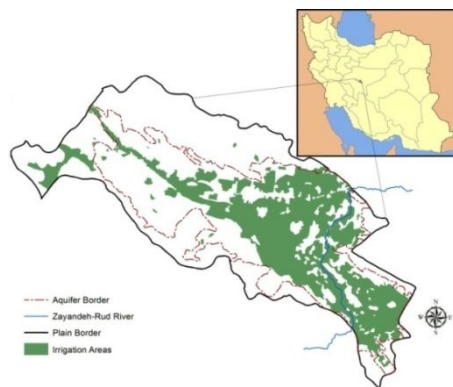 Aquifer Border
Zayandeh-Rud River
Plain Border
Irrigation Areas
N
W
E
S